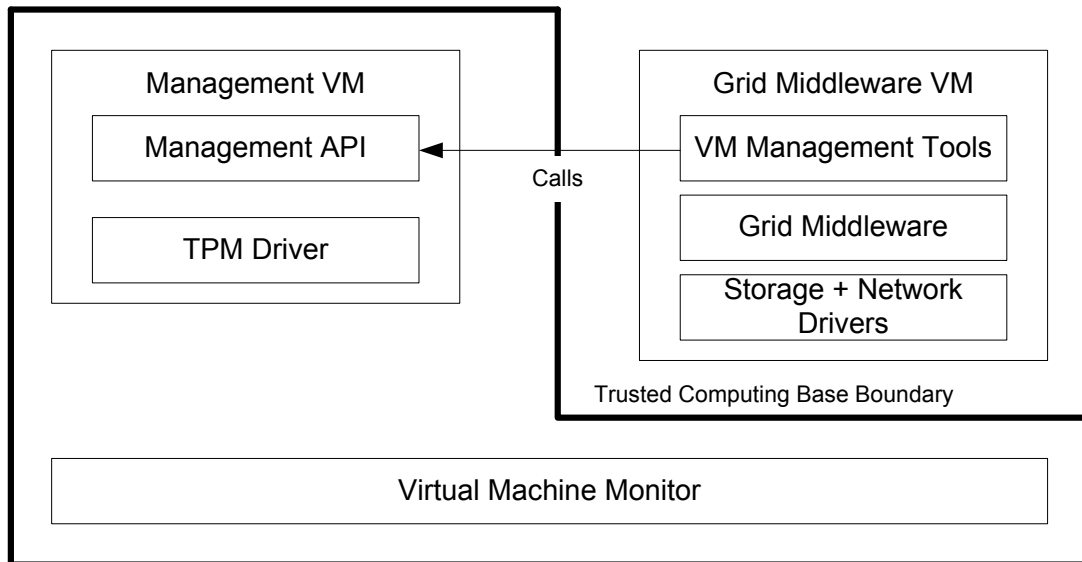 Management VM
Management API
TPM Driver
Calls
Grid Middleware VM
VM Management Tools
Grid Middleware
Storage + Network
Drivers
Trusted Computing Base Boundary
Virtual Machine Monitor